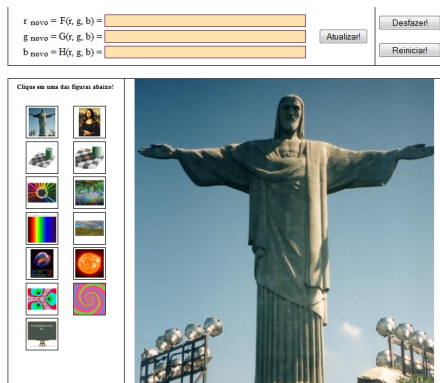 r novo = F(r, g, b) =
Desfazer!
g novo = G(r, g, b) =
Atualizar!
b novo = H(r, g, b) =
Reiniciar!
Clique em uma das figuras abaixo!